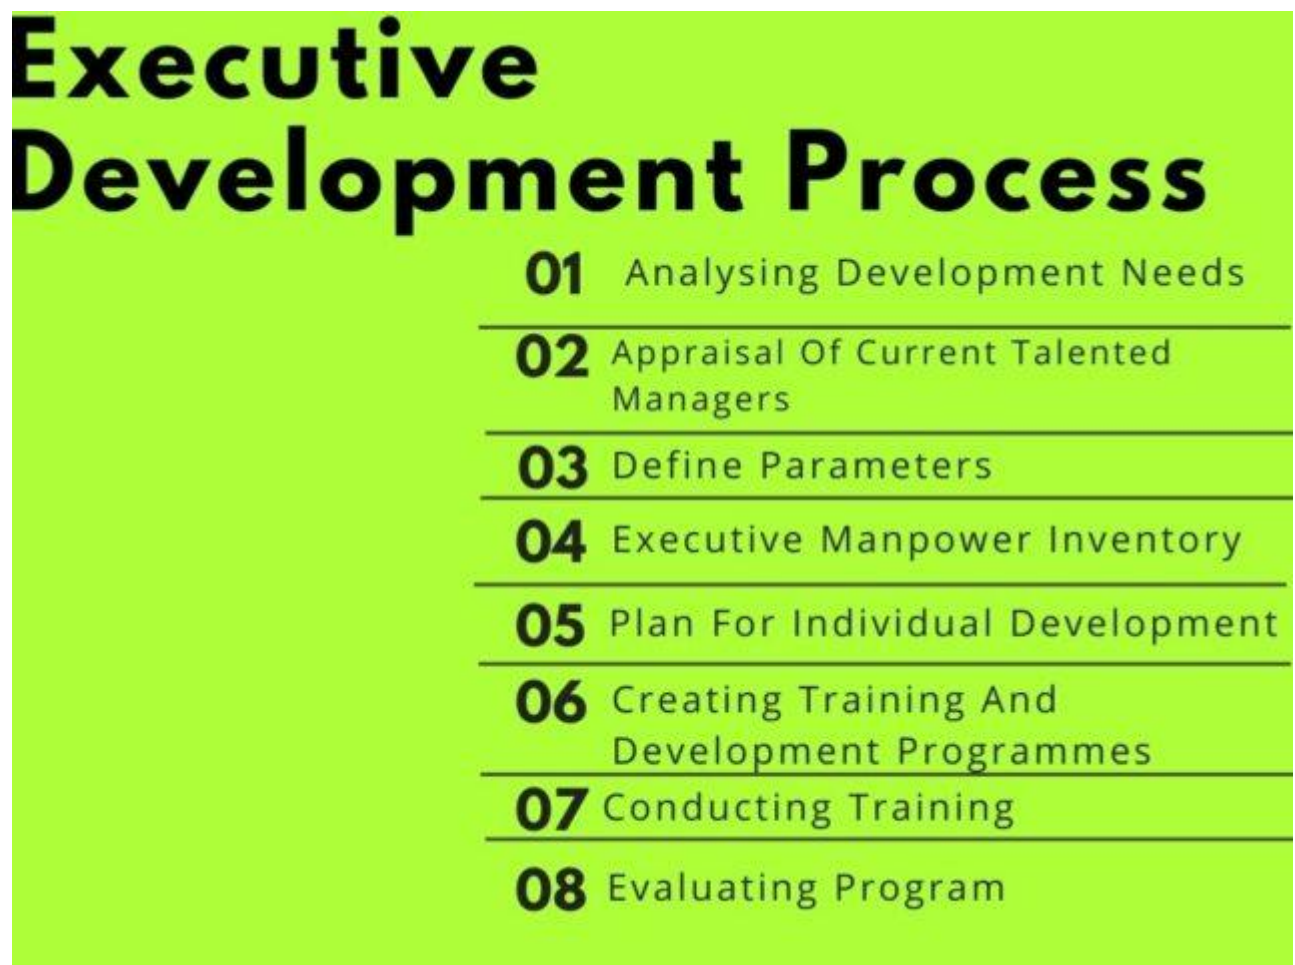 Executive
Development Process
01 Analysing Development Needs
02 Appraisal Of Current Talented
Managers
03 Define Parameters
04 Executive Manpower Inventory
05 Plan For Individual Development
06 Creating Training And
Development Programmes
07 Conducting Training
08 Evaluating Program